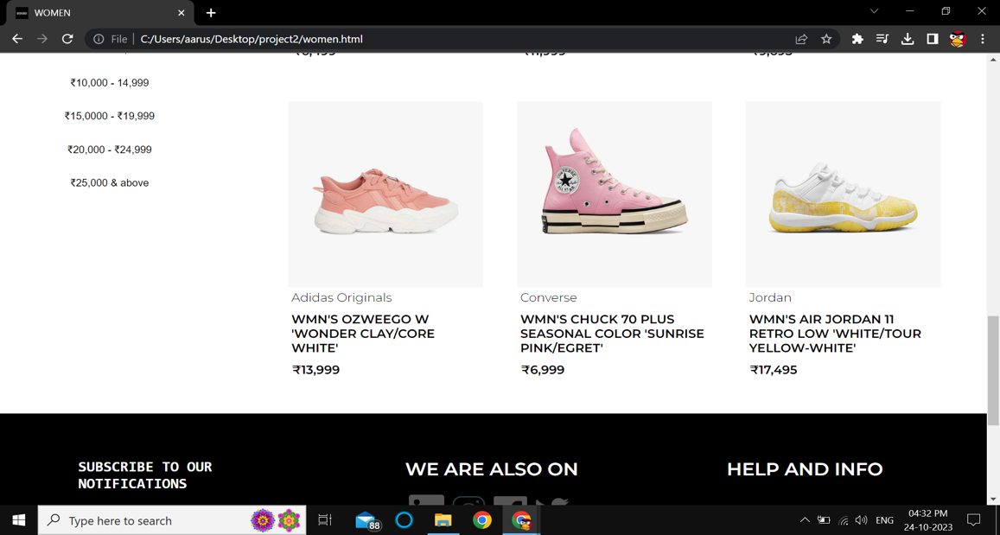 WOMEN
File
C:/Users/aarus/Desktop/project2/women.html
₹10,000 - 14,999
₹15,0000 - ₹19,999
₹20,000 - ₹24,999
₹25,000 & above
Adidas Originals
WMN'S OZWEEGO W
'WONDER CLAY/CORE
WHITE'
₹13,999
CONVERSE
ALL STAR
Converse
WMN'S CHUCK 70 PLUS
SEASONAL COLOR 'SUNRISE
PINK/EGRET'
₹6,999
Jordan
WMN'S AIR JORDAN 11
RETRO LOW 'WHITE/TOUR
YELLOW-WHITE'
₹17,495
SUBSCRIBE TO OUR
NOTIFICATIONS
WE ARE ALSO ON
HELP AND INFO
Type here to search
88
ENG
04:32 PM
24-10-2023